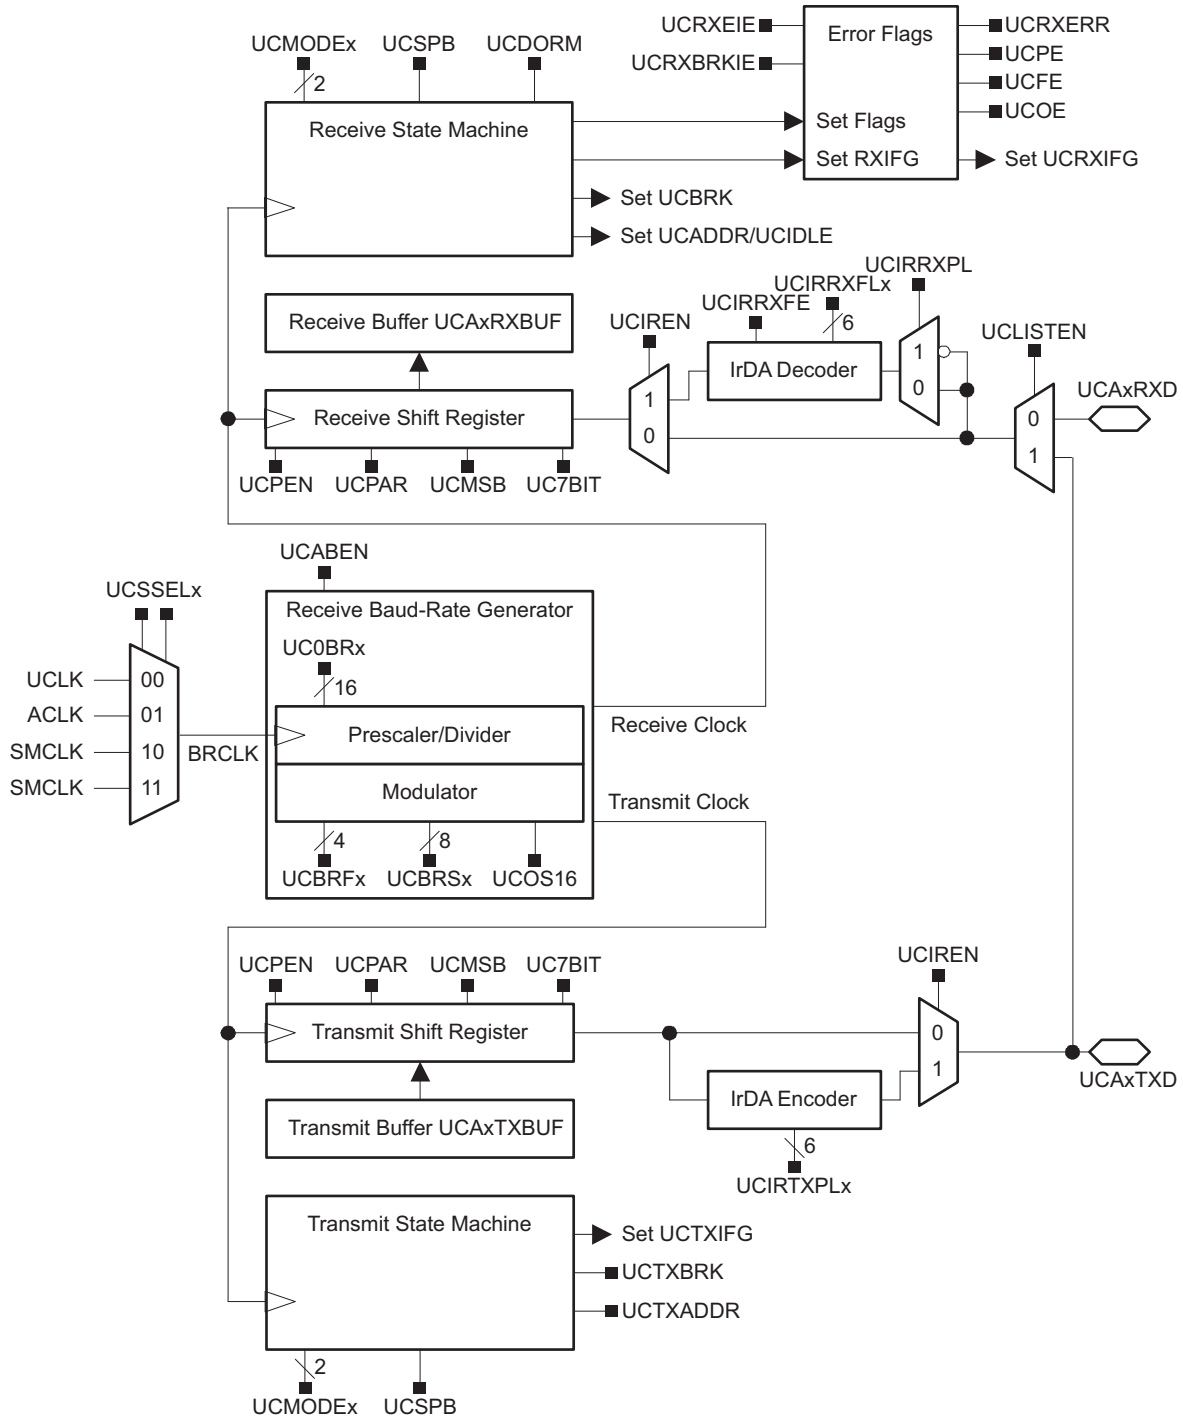 UCMODEx
2
UCSPB
UCDORM
UCRXEIE
UCRXBRKIE
Error Flags
Set Flags
Set RXIFG
UCRXERR
UCPE
UCFE
UCOE
Set UCRXIFG
Receive State Machine
Set UCBRK
Set UCADDR/UCIDLE
Receive Buffer UCAxRXBUF
Receive Shift Register
UCPEN
UCPAR
UCMSB
UC7BIT
UCIREN
1
0
UCIRRXFE
UCIRRXFLx
6
IrDA Decoder
UCIRRXPL
1
0
UCLISTEN
0
1
UCAxRXD
UCABEN
Receive Baud-Rate Generator
UC0BRx
16
Prescaler/Divider
Modulator
4
8
UCBRFx
UCBRSx
UCOS16
UCSSELx
UCLK
00
ACLK
01
SMCLK
10
SMCLK
11
BRCLK
Receive Clock
Transmit Clock
UCPEN
UCPAR
UCMSB
UC7BIT
Transmit Shift Register
Transmit Buffer UCAxTXBUF
UCIREN
0
1
IrDA Encoder
6
UCIRTXPLx
UCAxTXD
Transmit State Machine
Set UCTXIFG
UCTXBRK
UCTXADDR
2
UCMODEx
UCSPB